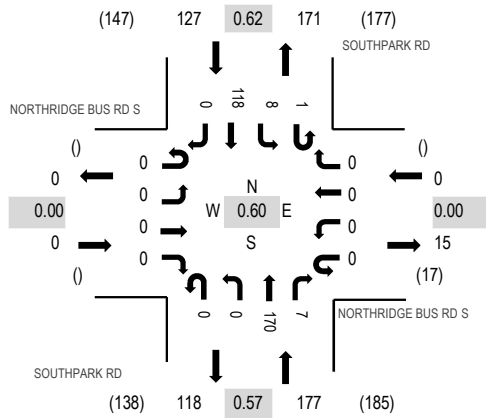 (147) 127 0.62 171 (177)
SOUTHPARK RD
0 118 8 1
NORTHRIDGE BUS RD S
() 0 0 ()
0 0 0 0
N
0.00 0 W 0.60 E 0 0.00
S
0 0 0 15
() 0 0 (17)
0 0 170 7
NORTHRIDGE BUS RD S
SOUTHPARK RD
(138) 118 0.57 177 (185)